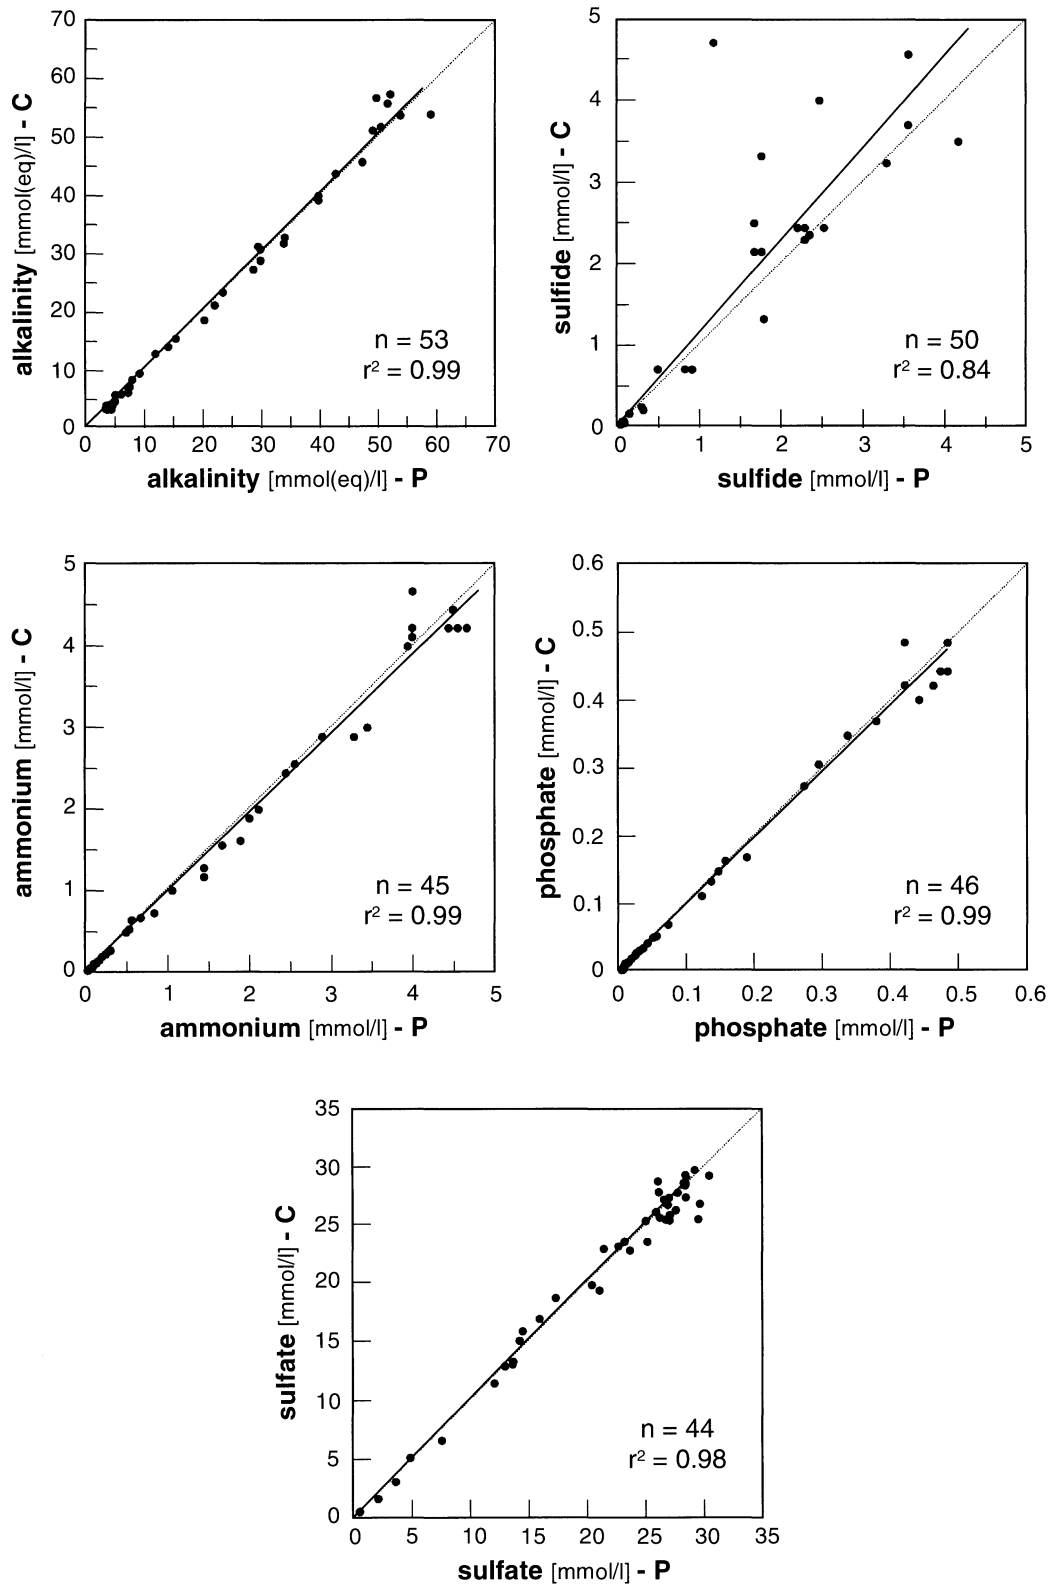 70
60
50
40
30
20
10
0
alkalinity [mmol(eq)/l] - C
n = 53
r² = 0.99
10 20 30 40 50 60 70
alkalinity [mmol(eq)/l] - P
5
4
3
2
1
0
sulfide [mmol/l] - C
n = 50
r² = 0.84
0 1 2 3 4 5
sulfide [mmol/l] - P
5
4
3
2
1
0
ammonium [mmol/l] - C
n = 45
r² = 0.99
0 1 2 3 4 5
ammonium [mmol/l] - P
0.6
0.5
0.4
0.3
0.2
0.1
0
phosphate [mmol/l] - C
n = 46
r² = 0.99
0 0.1 0.2 0.3 0.4 0.5 0.6
phosphate [mmol/l] - P
35
30
25
20
15
10
5
0
sulfate [mmol/l] - C
n = 44
r² = 0.98
0 5 10 15 20 25 30 35
sulfate [mmol/l] - P